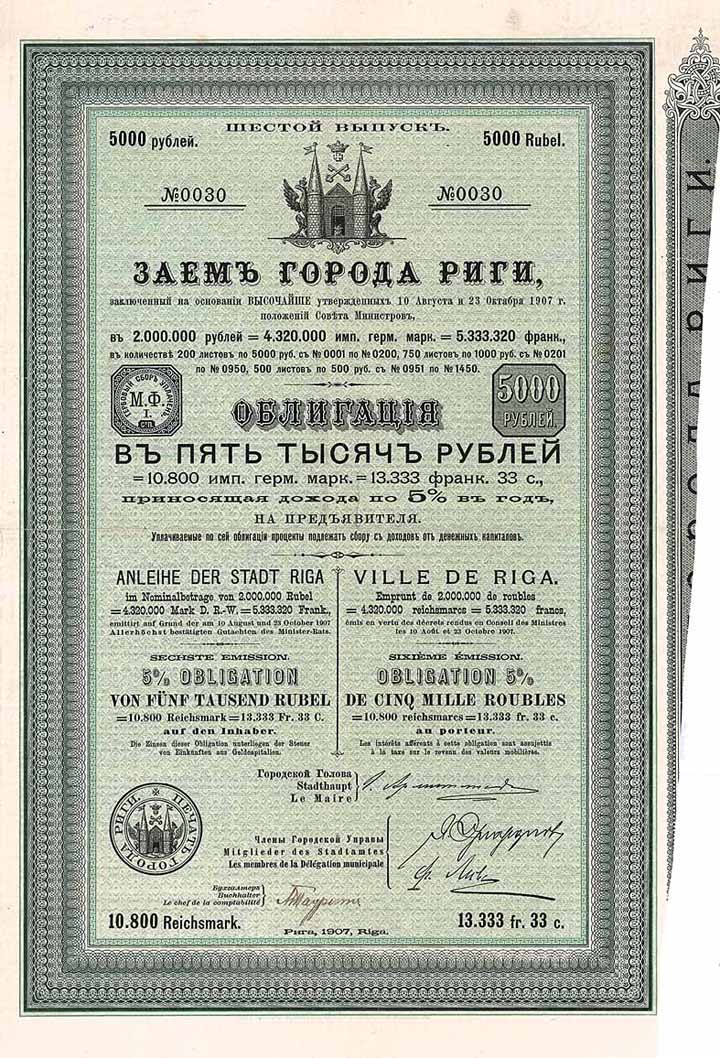 ШЕСТОЙ ВЫПУСКЪ.
5000 рублей.
5000 Rubel.
№0030
№0030
ЗАЕМЪ ГОРОДА РИГИ,
заключенный на основаніи ВЫСОЧАЙШЕ утвержденныхъ 10 Августа и 23 Октября 1907 г.
положеній Совѣта Министровъ,
въ 2.000.000 рублей = 4.320.000 имп. герм. марк. = 5.333.320 франк.,
въ количествѣ 200 листовъ по 5000 руб. съ №0001 по №0200, 750 листовъ по 1000 руб. съ №0201
по №0950, 500 листовъ по 500 руб. съ №0951 по №1450.
ГЕРБОВЫЙ СБОРЪ УПЛАЧЕНЪ.
М.Ф.
I.
СТП.
ОБЛИГАЦІЯ
5000
РУБЛЕЙ.
ВЪ ПЯТЬ ТЫСЯЧЪ РУБЛЕЙ
=10.800 имп. герм. марк.=13.333 франк. 33 с.,
приносящая дохода по 5% въ годъ,
НА ПРЕДЪЯВИТЕЛЯ.
Уплачиваемые по сей облигаціи проценты подлежатъ сбору съ доходовъ отъ денежныхъ капиталовъ.
ANLEIHE DER STADT RIGA
im Nominalbetrage von 2.000.000 Rubel
=4.320.000 Mark D. R.-W.=5.333.320 Frank.,
emittirt auf Grund der am 10 August und 23 October 1907
Allerhöchst bestätigten Gutachten des Minister-Rats.
SECHSTE EMISSION.
5% OBLIGATION
VON FÜNF TAUSEND RUBEL
=10.800 Reichsmark=13.333 Fr. 33 C.
auf den Inhaber.
Die Zinsen dieser Obligation unterliegen der Steuer
von Einkünften aus Geldcapitalien.
VILLE DE RIGA.
Emprunt de 2.000.000 de roubles
= 4.320.000 reichsmarcs = 5.333.320 francs,
émis en vertu des décrets rendus en Conseil des Ministres
les 10 Août et 23 Octobre 1907.
SIXIÈME ÉMISSION.
OBLIGATION 5%
DE CINQ MILLE ROUBLES
=10.800 reichsmarcs=13.333 fr. 33 c.
au porteur.
Les intérêts afférents à cette obligation sont assujettis
à la taxe sur le revenu des valeurs mobilières.
Городской Голова
Stadthaupt
Le Maire
ПЕЧАТЬ ГОРОДА РИГИ.
Члены Городской Управы
Mitglieder des Stadtamtes
Les membres de la Délégation municipale
Бухгалтеръ
Buchhalter
Le chef de la comptabilité
10.800 Reichsmark.
13.333 fr. 33 c.
Рига, 1907, Riga.